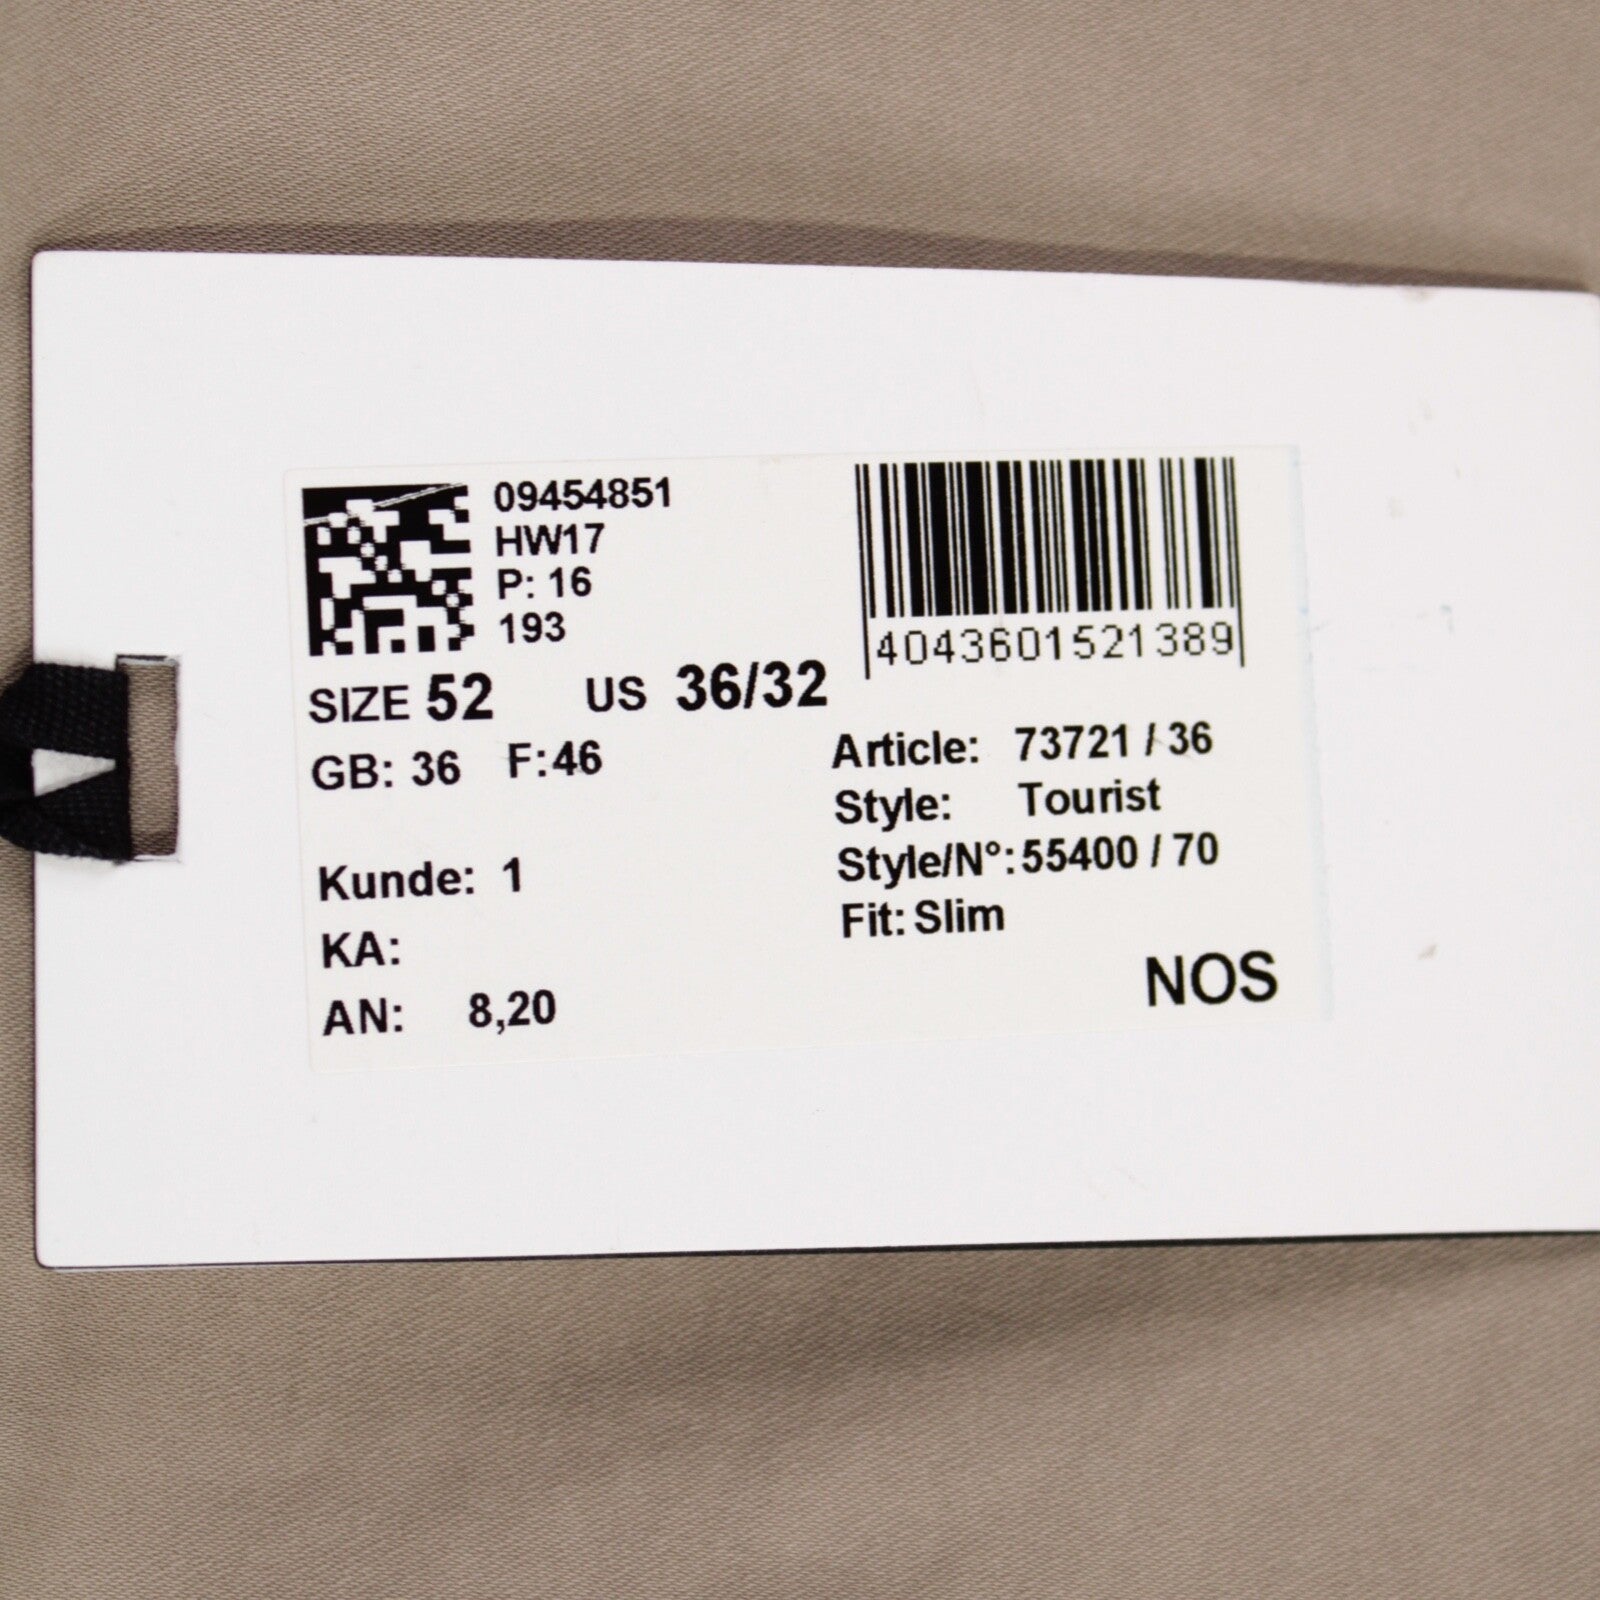 09454851
HW17
P: 16
193
4043601521389
SIZE 52 US 36/32
GB: 36 F:46
Article: 73721 / 36
Style: Tourist
Style/N°:55400 / 70
Fit: Slim
Kunde: 1
KA:
AN: 8,20
NOS